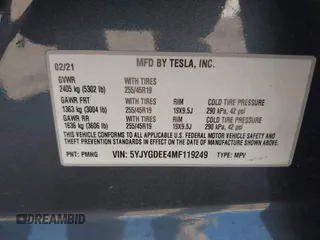 02/21 MFD BY TESLA, INC.
GVWR WITH TIRES
2405 kg (5302 lb) 255/45R19
GAWR FRT WITH TIRES RIM COLD TIRE PRESSURE
1363 kg (3004 lb) 255/45R19 19X9.5J 290 kPa, 42 psi
GAWR RR WITH TIRES RIM COLD TIRE PRESSURE
1636 kg (3606 lb) 255/45R19 19X9.5J 290 kPa, 42 psi
THIS VEHICLE CONFORMS TO ALL APPLICABLE U.S. FEDERAL MOTOR VEHICLE SAFETY
AND THEFT PREVENTION STANDARDS IN EFFECT ON THE DATE OF MANUFACTURE
SHOWN ABOVE.
PNT: PMNG VIN: 5YJYGDEE4MF119249 TYPE: MPV
DREAMBID